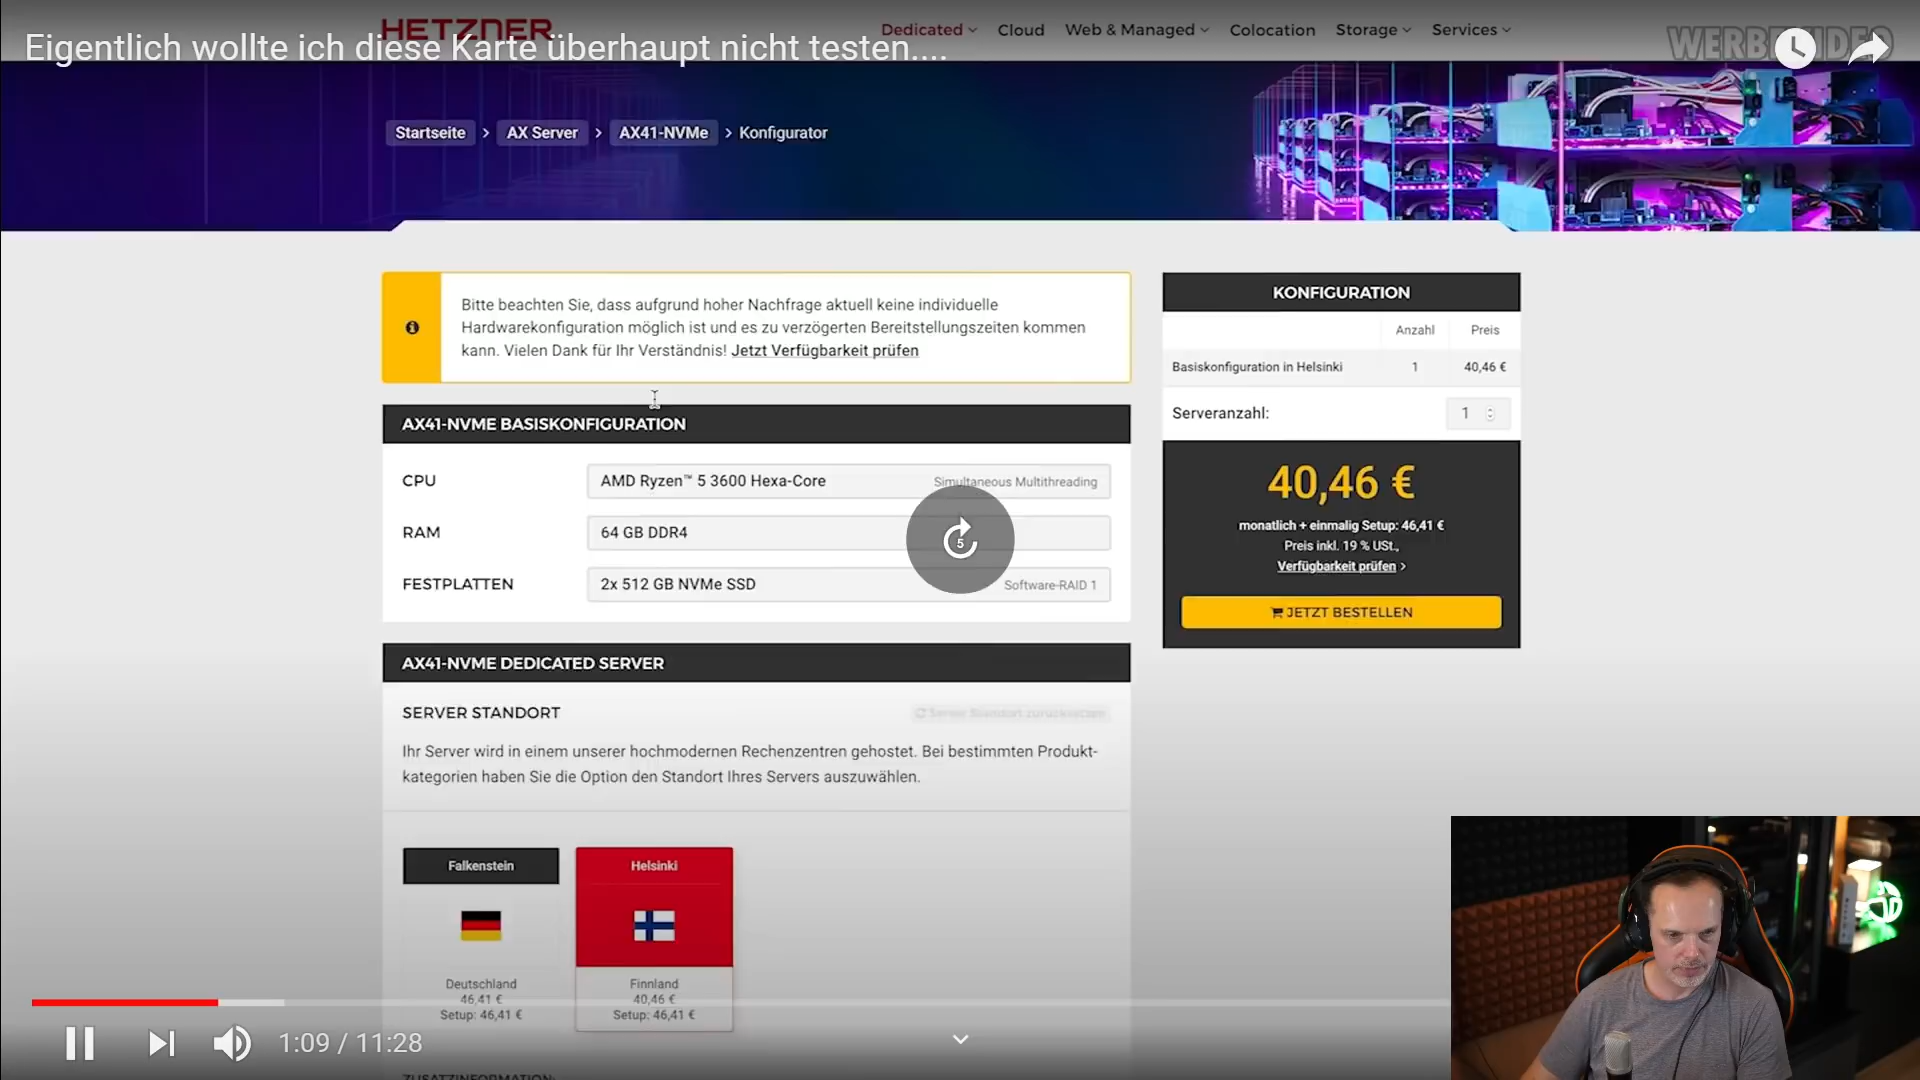 HETZNER
Dedicated Cloud Web & Managed Colocation Storage Services
Eigentlich wollte ich diese Karte überhaupt nicht testen....
Startseite > AX Server > AX41-NVMe > Konfigurator
Bitte beachten Sie, dass aufgrund hoher Nachfrage aktuell keine individuelle
Hardwarekonfiguration möglich ist und es zu verzögerten Bereitstellungszeiten kommen
kann. Vielen Dank für Ihr Verständnis! Jetzt Verfügbarkeit prüfen
AX41-NVME BASISKONFIGURATION
CPU AMD Ryzen™ 5 3600 Hexa-Core Simultaneous Multithreading
RAM 64 GB DDR4
FESTPLATTEN 2x 512 GB NVMe SSD Software-RAID 1
5
AX41-NVME DEDICATED SERVER
SERVER STANDORT Server Standort zurücksetzen
Ihr Server wird in einem unserer hochmodernen Rechenzentren gehostet. Bei bestimmten Produkt-
kategorien haben Sie die Option den Standort Ihres Servers auszuwählen.
Falkenstein
Deutschland
46,41 €
Setup: 46,41 €
Helsinki
Finnland
40,46 €
Setup: 46,41 €
ZUSATZINFORMATION:
KONFIGURATION
Anzahl Preis
Basiskonfiguration in Helsinki 1 40,46 €
Serveranzahl: 1
40,46 €
monatlich + einmalig Setup: 46,41 €
Preis inkl. 19 % USt.,
Verfügbarkeit prüfen >
JETZT BESTELLEN
1:09 / 11:28